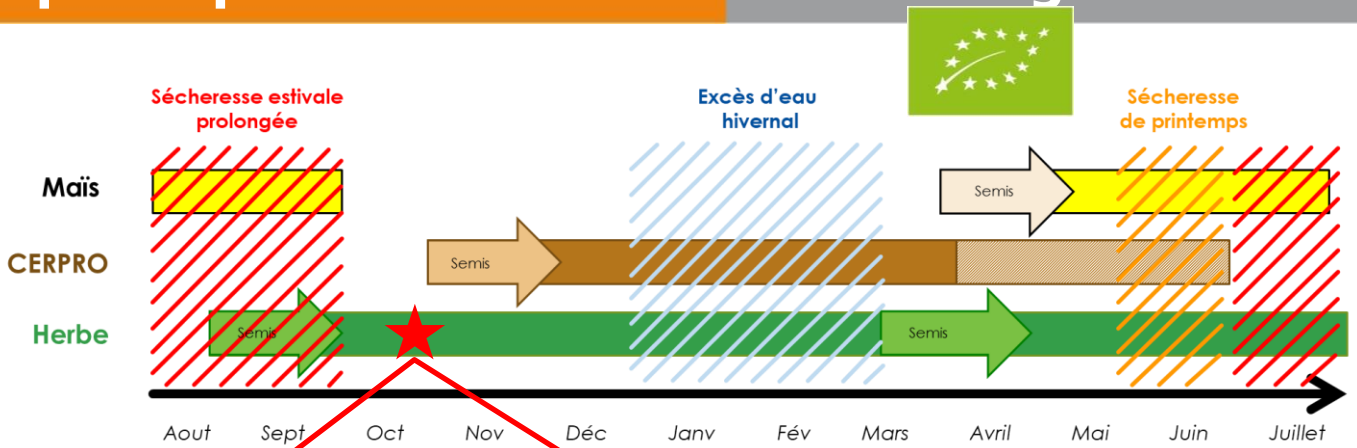 Sécheresse estivale
prolongée
Excès d'eau
hivernal
Sécheresse
de printemps
Maïs
Semis
CERPRO
Semis
Herbe
Semis
Semis
Aout Sept Oct Nov Déc Janv Fév Mars Avril Mai Juin Juillet